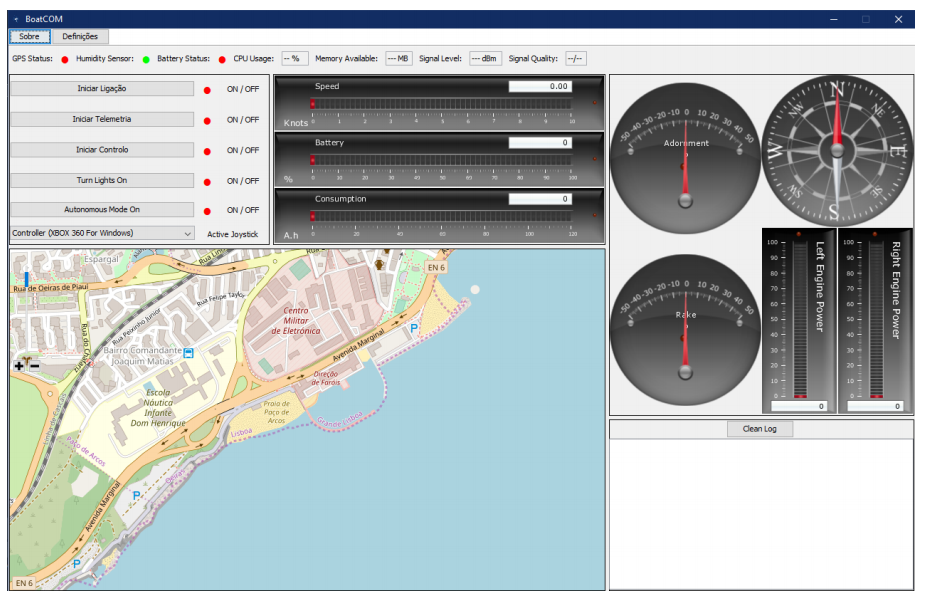 BoatCOM
Sobre Definições
GPS Status: Humidity Sensor: Battery Status: CPU Usage: -- % Memory Available: --- MB Signal Level: --- dBm Signal Quality: --/--
Iniciar Ligação ON / OFF
Iniciar Telemetria ON / OFF
Iniciar Controlo ON / OFF
Turn Lights On ON / OFF
Autonomous Mode On ON / OFF
Controller (XBOX 360 For Windows) Active Joystick
Speed 0.00
Knots 0 1 2 3 4 5 6 7 8 9 10
Battery 0
% 0 10 20 30 40 50 60 70 80 90 100
Consumption 0
A.h 0 20 40 60 80 100 120
-50 -40 -30 -20 -10 0 10 20 30 40 50
Adornment
N NE E SE S SW W NW
-50 -40 -30 -20 -10 0 10 20 30 40 50
Rake
100 90 80 70 60 50 40 30 20 10 0
Left Engine Power
0
100 90 80 70 60 50 40 30 20 10 0
Right Engine Power
0
Clean Log
Espargal
Rua de Oeiras de Piauí
Rua Felipe Taylor
Rua Peixinho Junior
EN 6
Centro
Militar
de Eletrónica
P
Avenida Marginal
Bairro Comandante
Joaquim Matias
+ −
Direção
de Farois
Escola
Náutica
Infante
Dom Henrique
Praia de
Paço de
Arcos
Grande Lisboa
Lisboa
Paço de Arcos
Oeiras
P
Avenida Marginal
P
EN 6